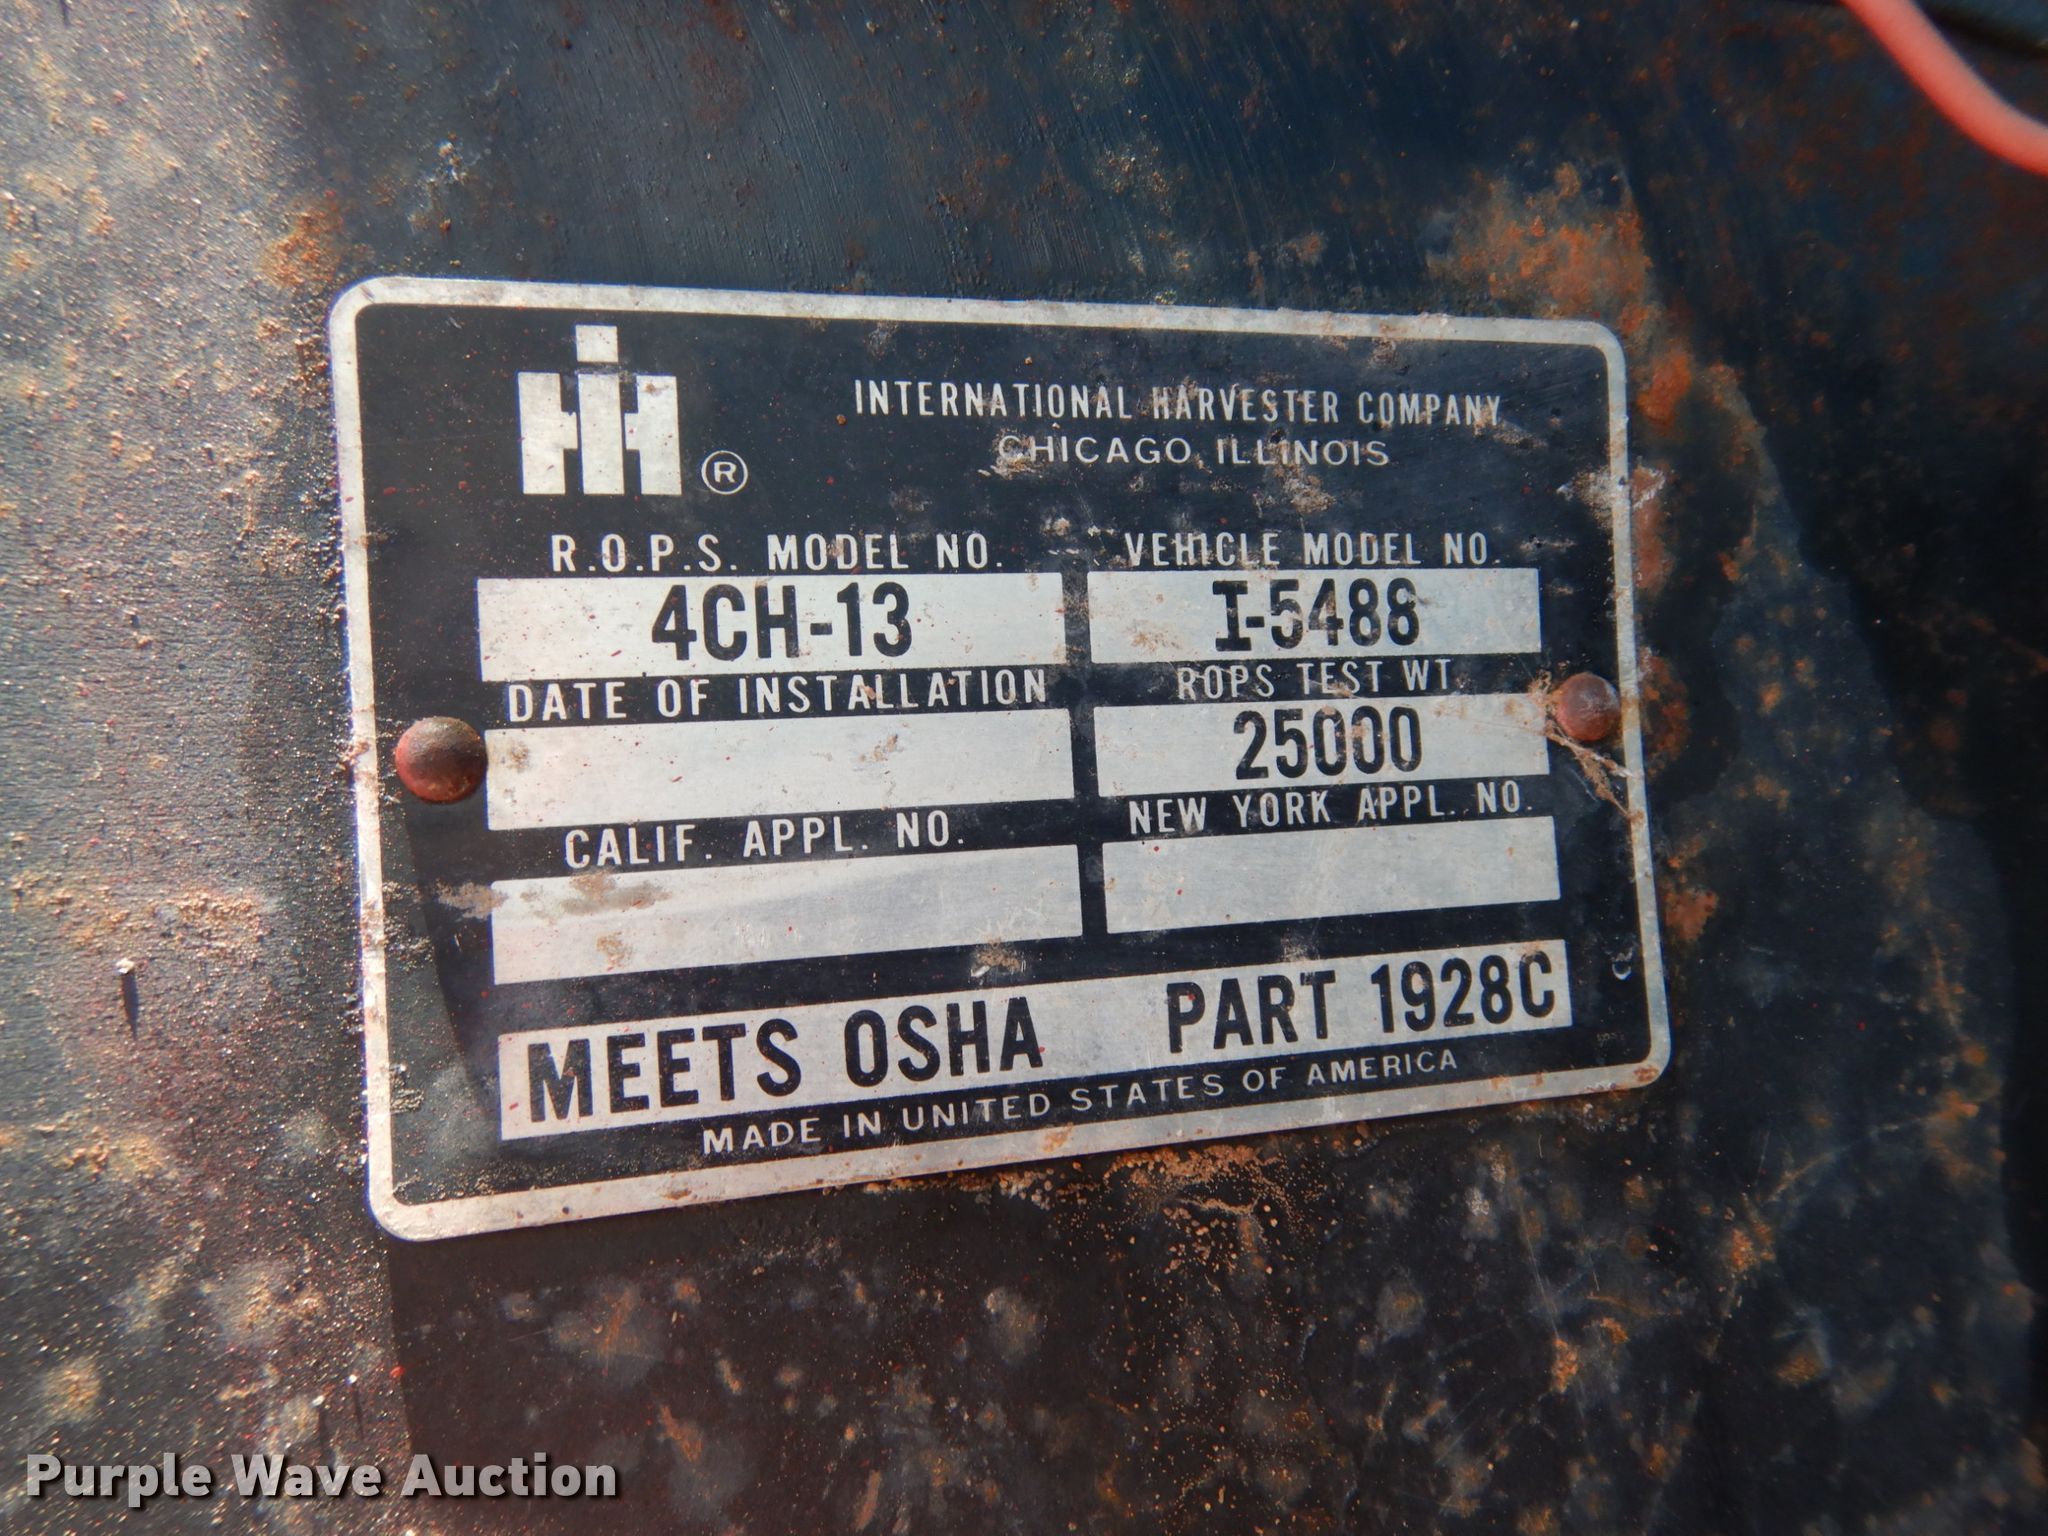 IH ®
INTERNATIONAL HARVESTER COMPANY
CHICAGO, ILLINOIS
R.O.P.S. MODEL NO. VEHICLE MODEL NO.
4CH-13 I-5488
DATE OF INSTALLATION ROPS TEST WT.
25000
CALIF. APPL. NO. NEW YORK APPL. NO.
MEETS OSHA PART 1928C
MADE IN UNITED STATES OF AMERICA
Purple Wave Auction